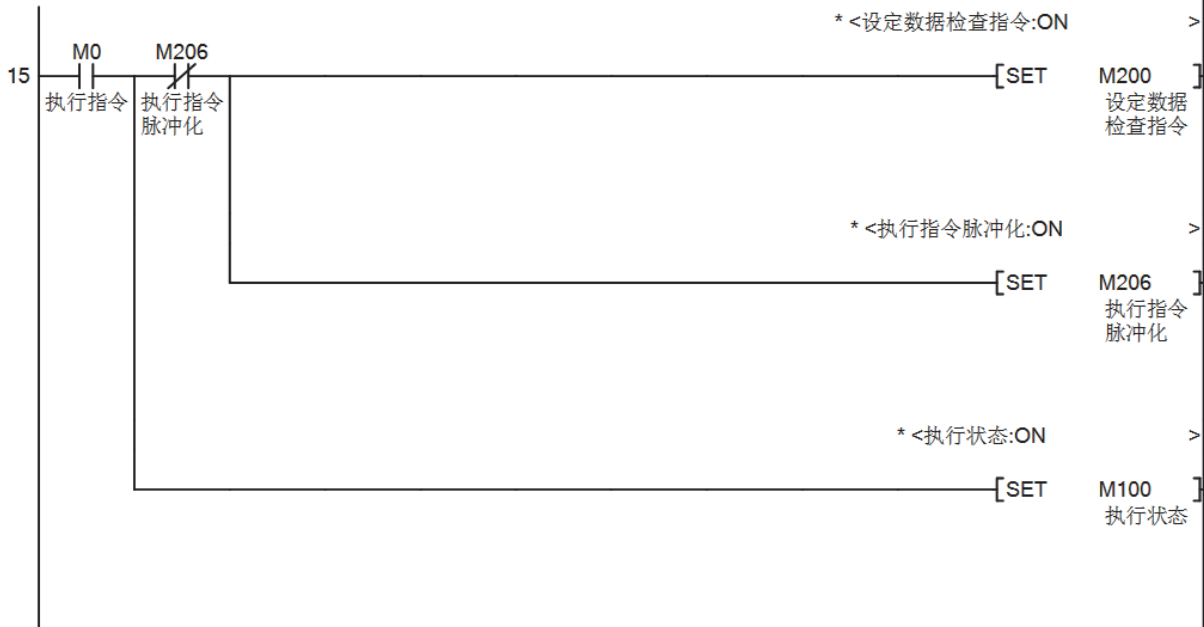 * <设定数据检查指令:ON >
M0 M206
15 [SET M200 ]
执行指令 执行指令 设定数据
脉冲化 检查指令
* <执行指令脉冲化:ON >
[SET M206 ]
执行指令
脉冲化
* <执行状态:ON >
[SET M100 ]
执行状态